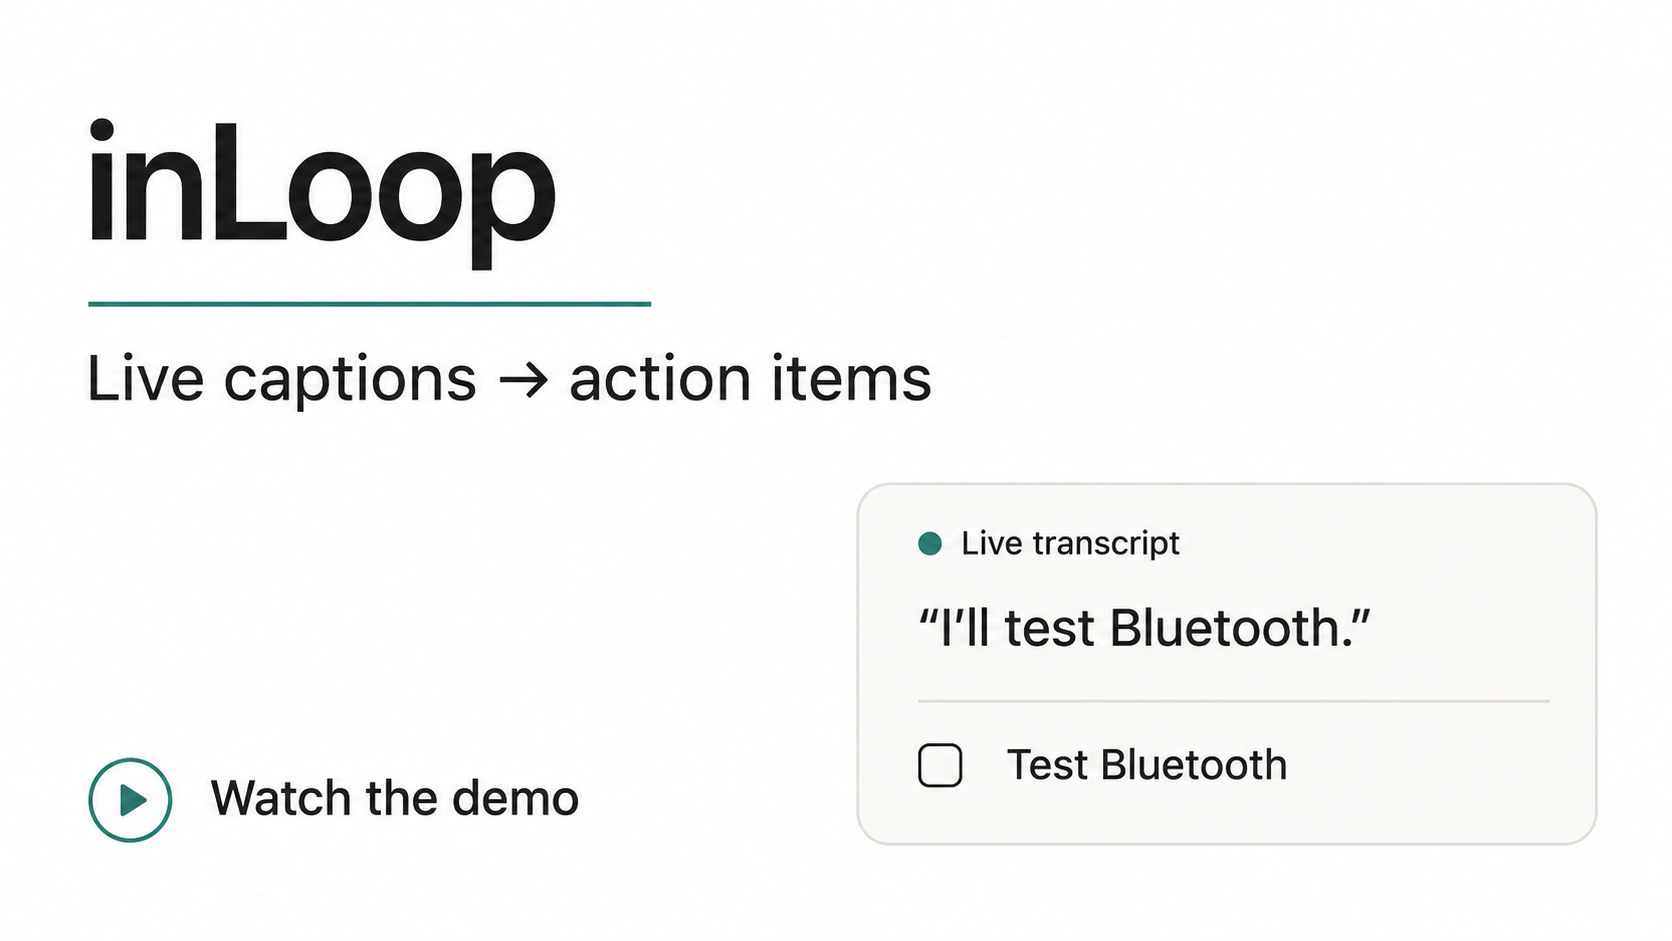 inLoop
Live captions → action items
Live transcript
“I’ll test Bluetooth.”
Test Bluetooth
Watch the demo